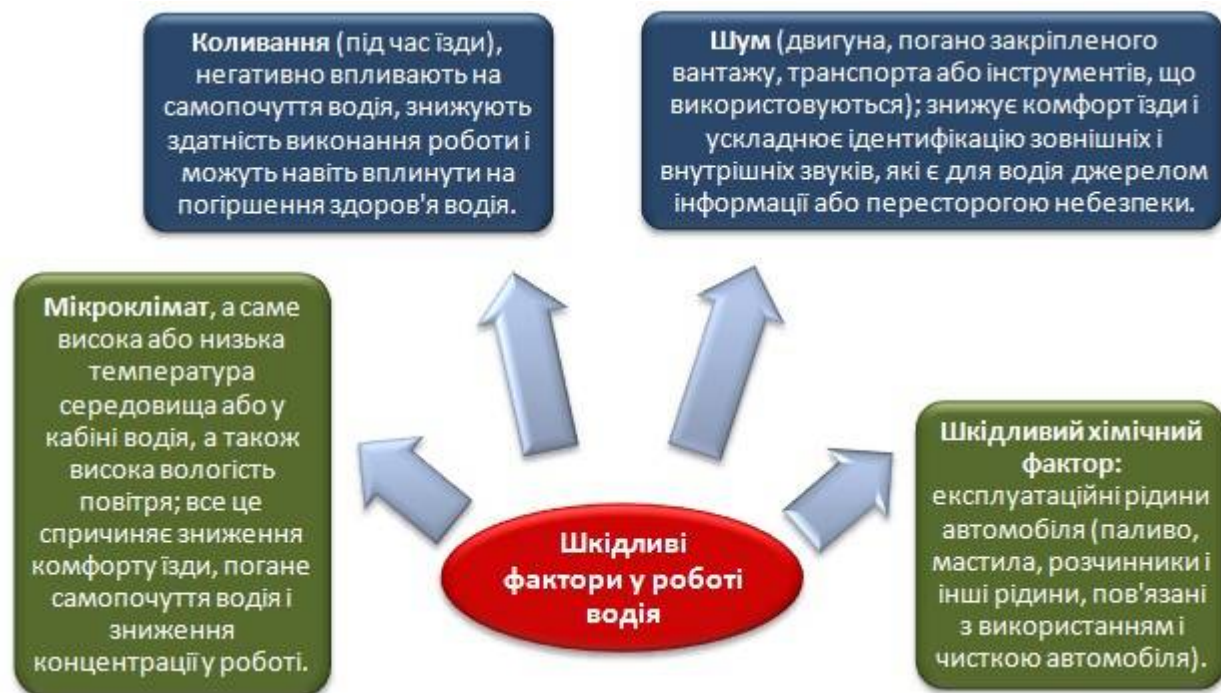 Коливання (під час їзди),
негативно впливають на
самопочуття водія, знижують
здатність виконання роботи і
можуть навіть вплинути на
погіршення здоров'я водія.
Шум (двигуна, погано закріпленого
вантажу, транспорта або інструментів, що
використовуються); знижує комфорт їзди і
ускладнює ідентифікацію зовнішніх і
внутрішніх звуків, які є для водія джерелом
інформації або пересторогою небезпеки.
Мікроклімат, а саме
висока або низька
температура
середовища або у
кабіні водія, а також
висока вологість
повітря; все це
спричиняє зниження
комфорту їзди, погане
самопочуття водія і
зниження
концентрації у роботі.
Шкідливий хімічний
фактор:
експлуатаційні рідини
автомобіля (паливо,
мастила, розчинники і
інші рідини, пов'язані
з використанням і
чисткою автомобіля).
Шкідливі
фактори у роботі
водія